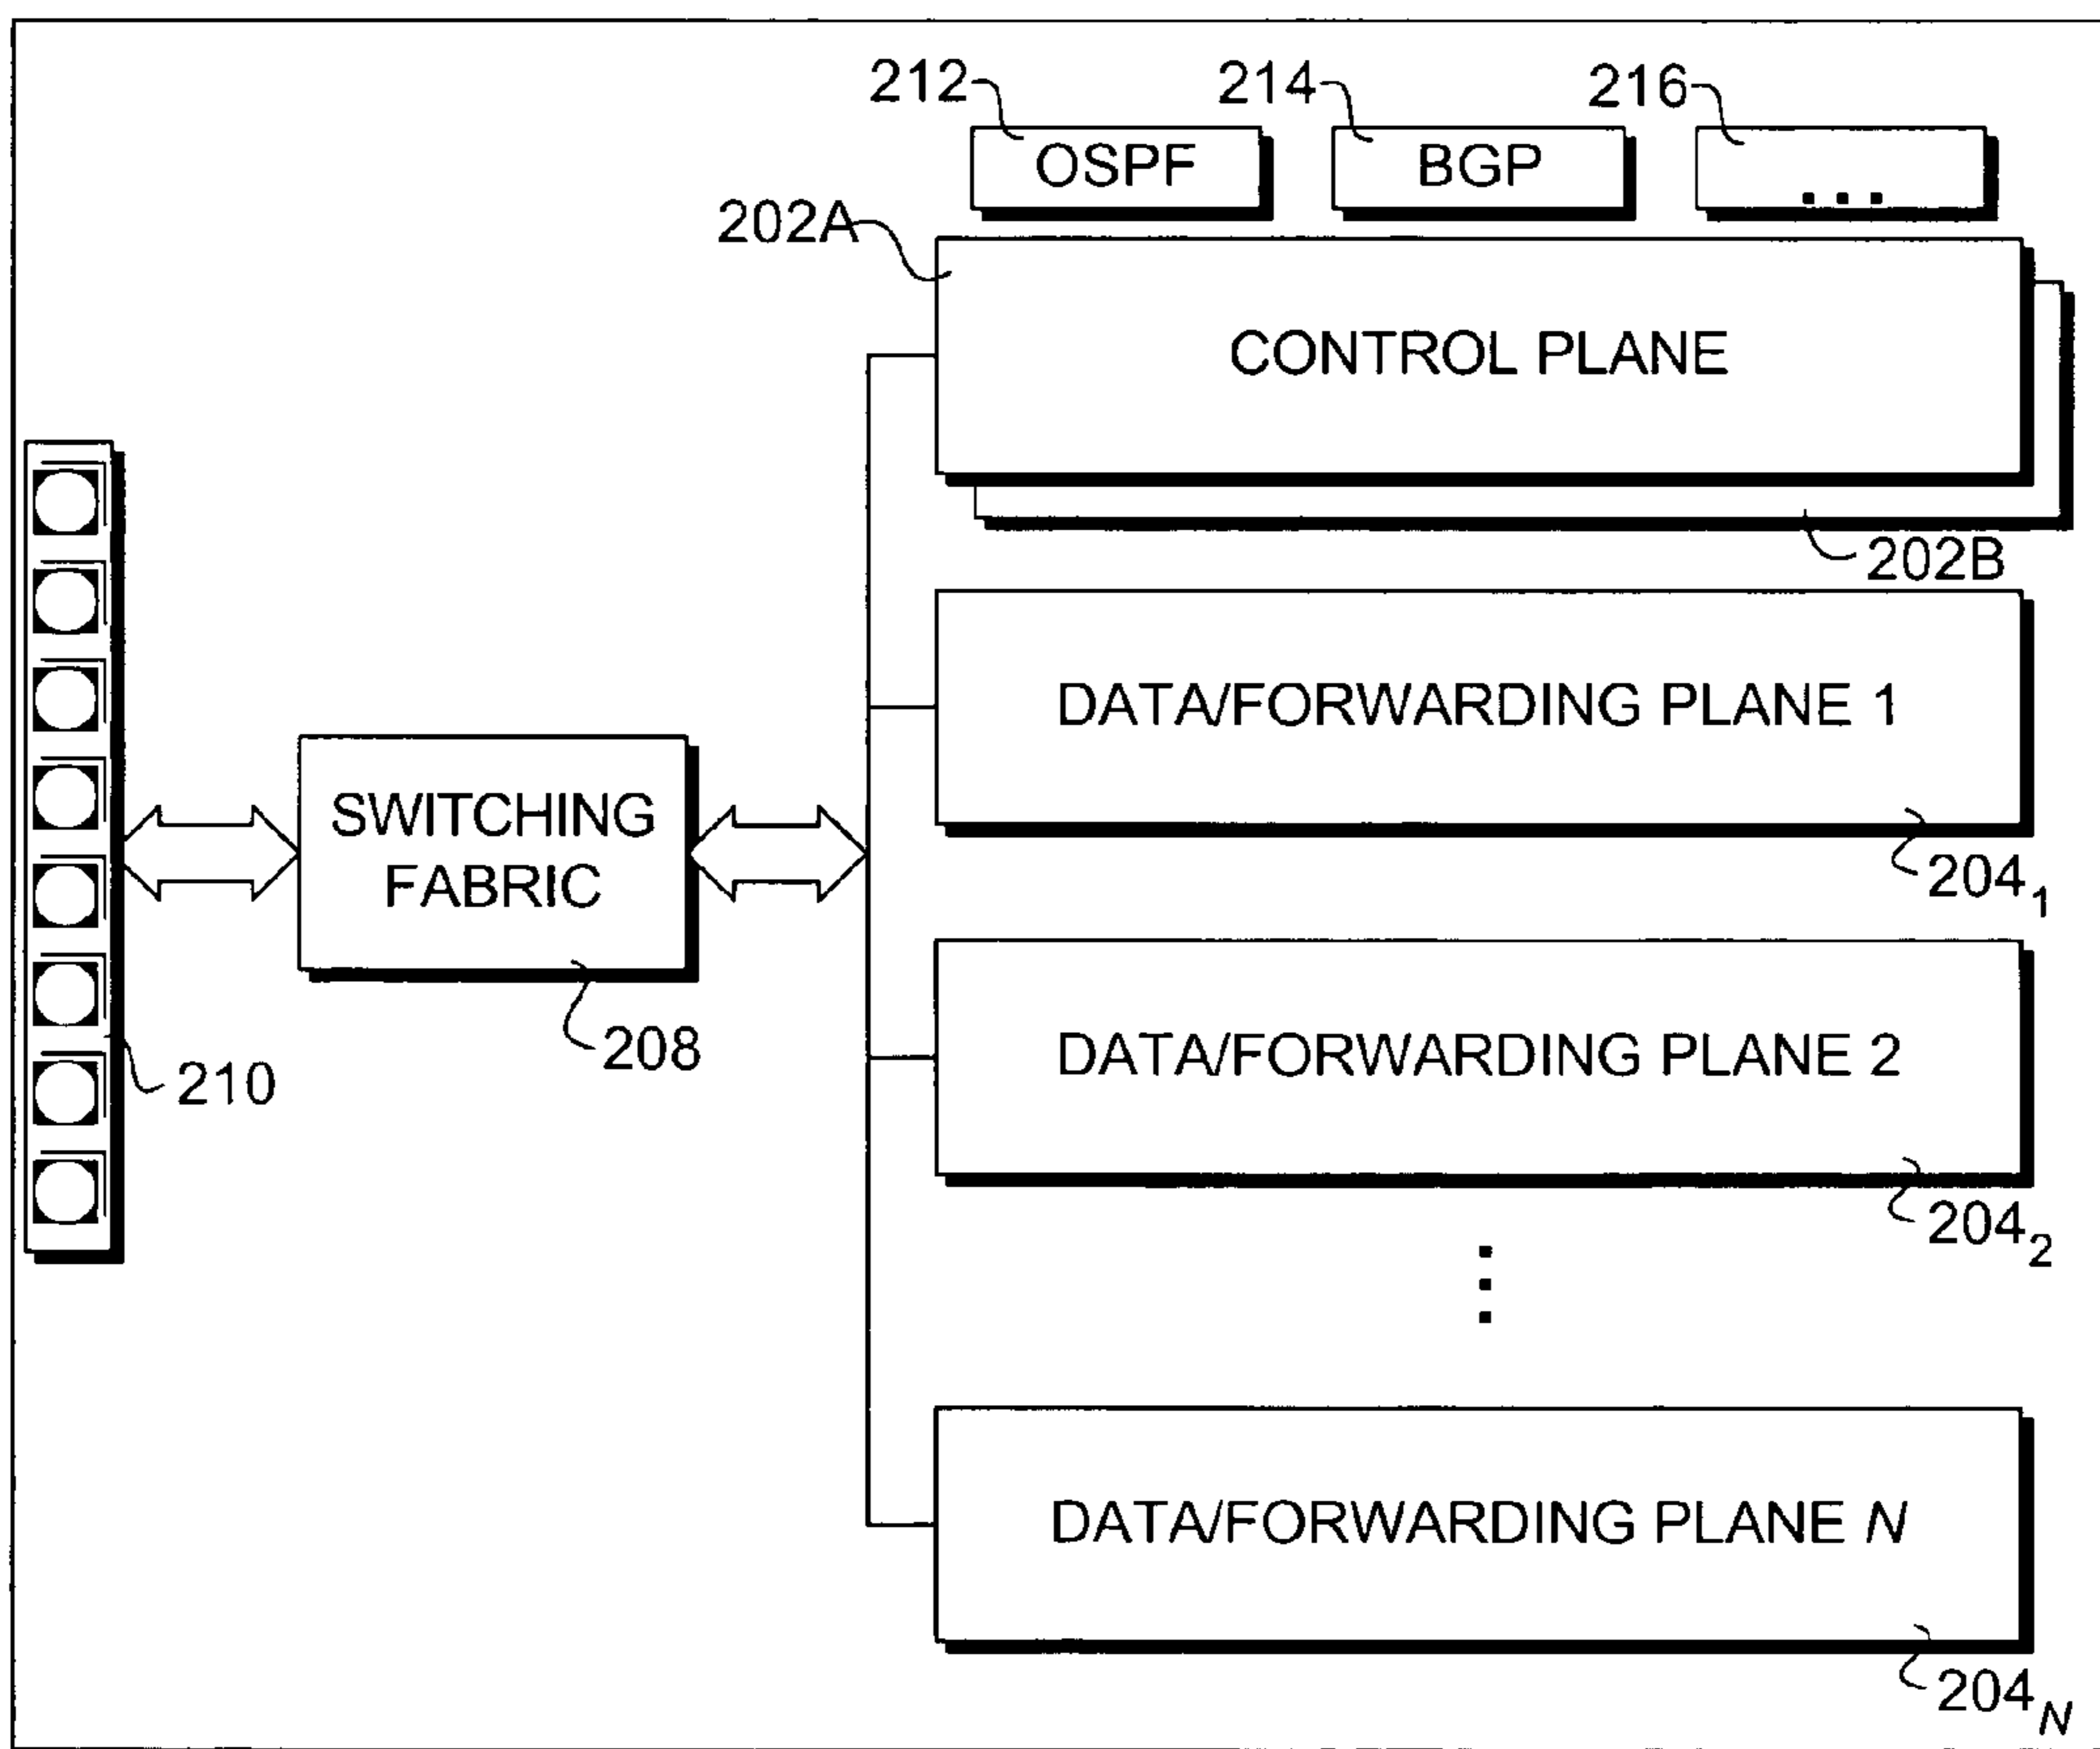 212
214
216
OSPF
BGP
...
202A
CONTROL PLANE
202B
DATA/FORWARDING PLANE 1
204₁
SWITCHING
FABRIC
208
210
DATA/FORWARDING PLANE 2
204₂
DATA/FORWARDING PLANE N
204N